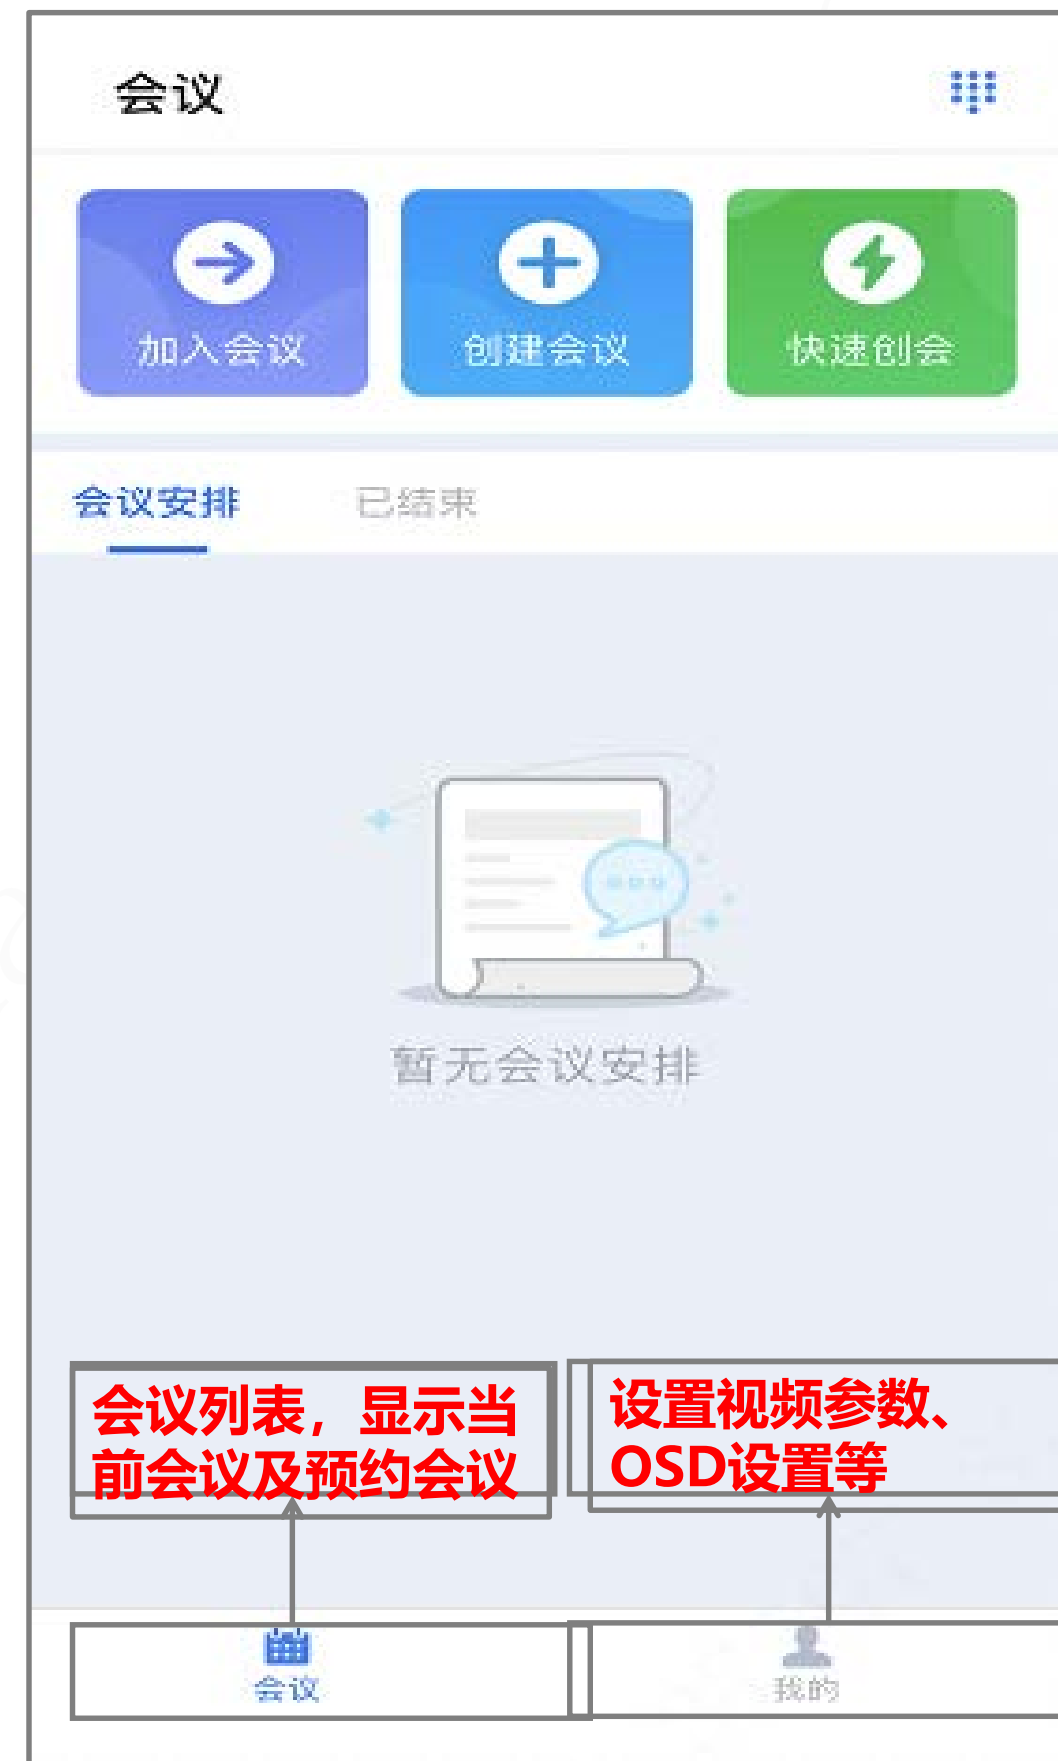 会议
加入会议
创建会议
快速创会
会议安排
已结束
暂无会议安排
会议列表，显示当
前会议及预约会议
设置视频参数、
OSD设置等
会议
我的